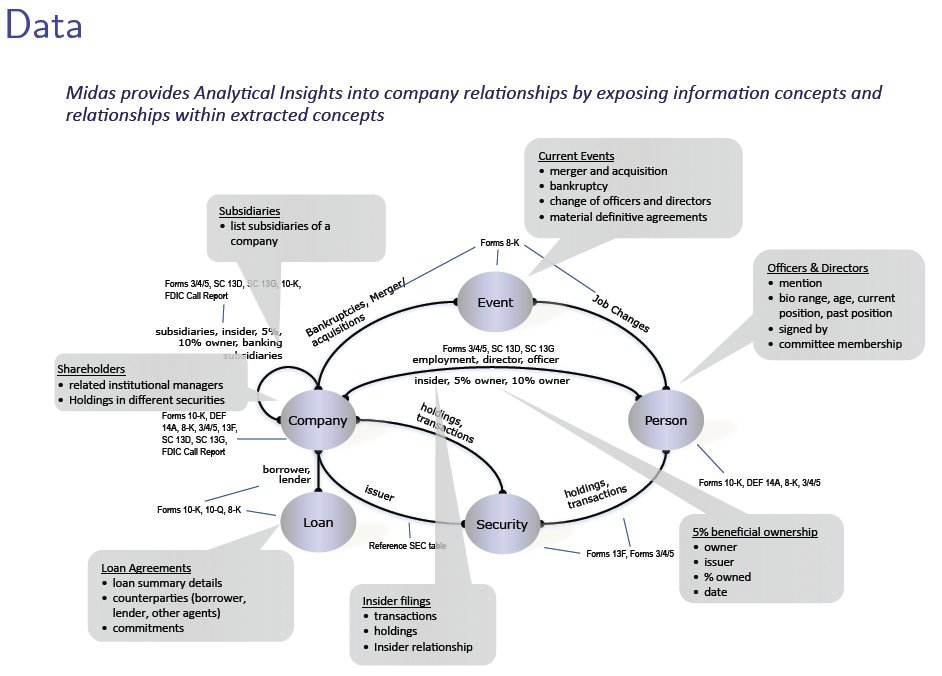 Data
Midas provides Analytical Insights into company relationships by exposing information concepts and
relationships within extracted concepts
Current Events
• merger and acquisition
• bankruptcy
• change of officers and directors
• material definitive agreements
Subsidiaries
• list subsidiaries of a
company
Forms 8-K
Officers & Directors
• mention
• bio range, age, current
position, past position
• signed by
• committee membership
Forms 3/4/5, SC 13D, SC 13G, 10-K,
FDIC Call Report
Bankruptcies, Merger/
acquisitions
Event
Job Changes
subsidiaries, insider, 5%,
10% owner, banking
subsidiaries
Forms 3/4/5, SC 13D, SC 13G
employment, director, officer
insider, 5% owner, 10% owner
Shareholders
• related institutional managers
• Holdings in different securities
Forms 10-K, DEF
14A, 8-K, 3/4/5, 13F,
SC 13D, SC 13G,
FDIC Call Report
Company
holdings,
transactions
Person
borrower,
lender
issuer
holdings,
transactions
Forms 10-K, DEF 14A, 8-K, 3/4/5
Forms 10-K, 10-Q, 8-K
Loan
Security
Reference SEC table
Forms 13F, Forms 3/4/5
5% beneficial ownership
• owner
• issuer
• % owned
• date
Loan Agreements
• loan summary details
• counterparties (borrower,
lender, other agents)
• commitments
Insider filings
• transactions
• holdings
• Insider relationship